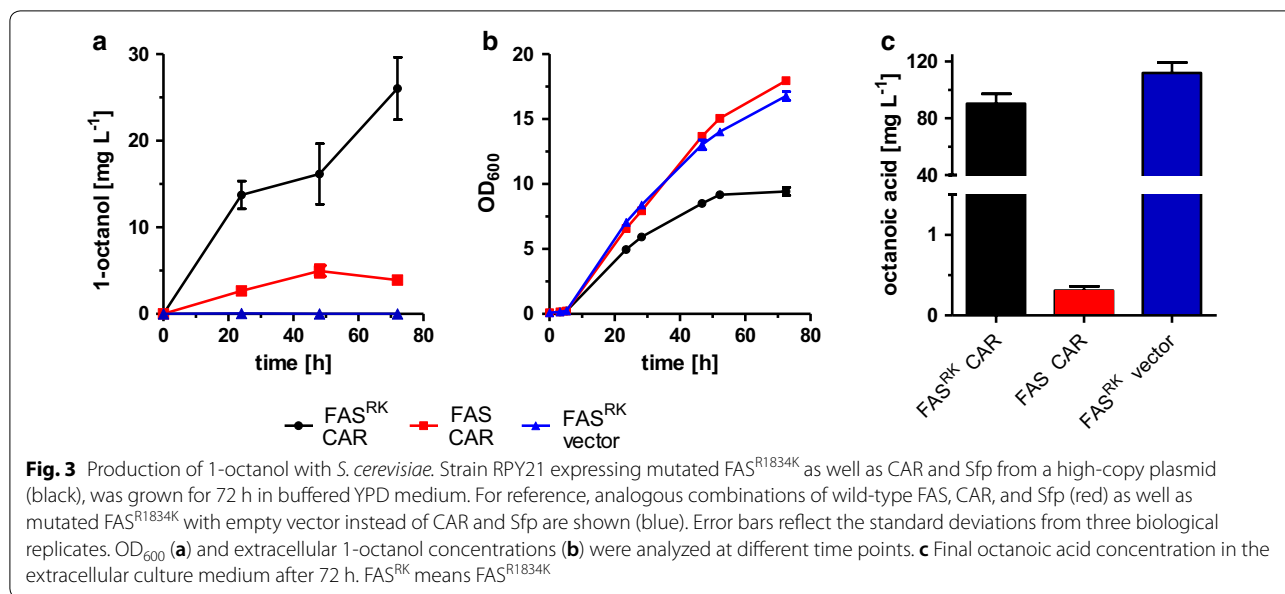 a
b
c
30
20
10
0
1-octanol [mg L-1]
0 20 40 60 80
time [h]
20
15
10
5
0
OD600
0 20 40 60 80
time [h]
120
80
40
1
0
octanoic acid [mg L-1]
FASRK CAR
FAS CAR
FASRK vector
FASRK CAR
FAS CAR
FASRK vector
Fig. 3 Production of 1-octanol with S. cerevisiae. Strain RPY21 expressing mutated FASR1834K as well as CAR and Sfp from a high-copy plasmid
(black), was grown for 72 h in buffered YPD medium. For reference, analogous combinations of wild-type FAS, CAR, and Sfp (red) as well as
mutated FASR1834K with empty vector instead of CAR and Sfp are shown (blue). Error bars reflect the standard deviations from three biological
replicates. OD600 (a) and extracellular 1-octanol concentrations (b) were analyzed at different time points. c Final octanoic acid concentration in the
extracellular culture medium after 72 h. FASRK means FASR1834K